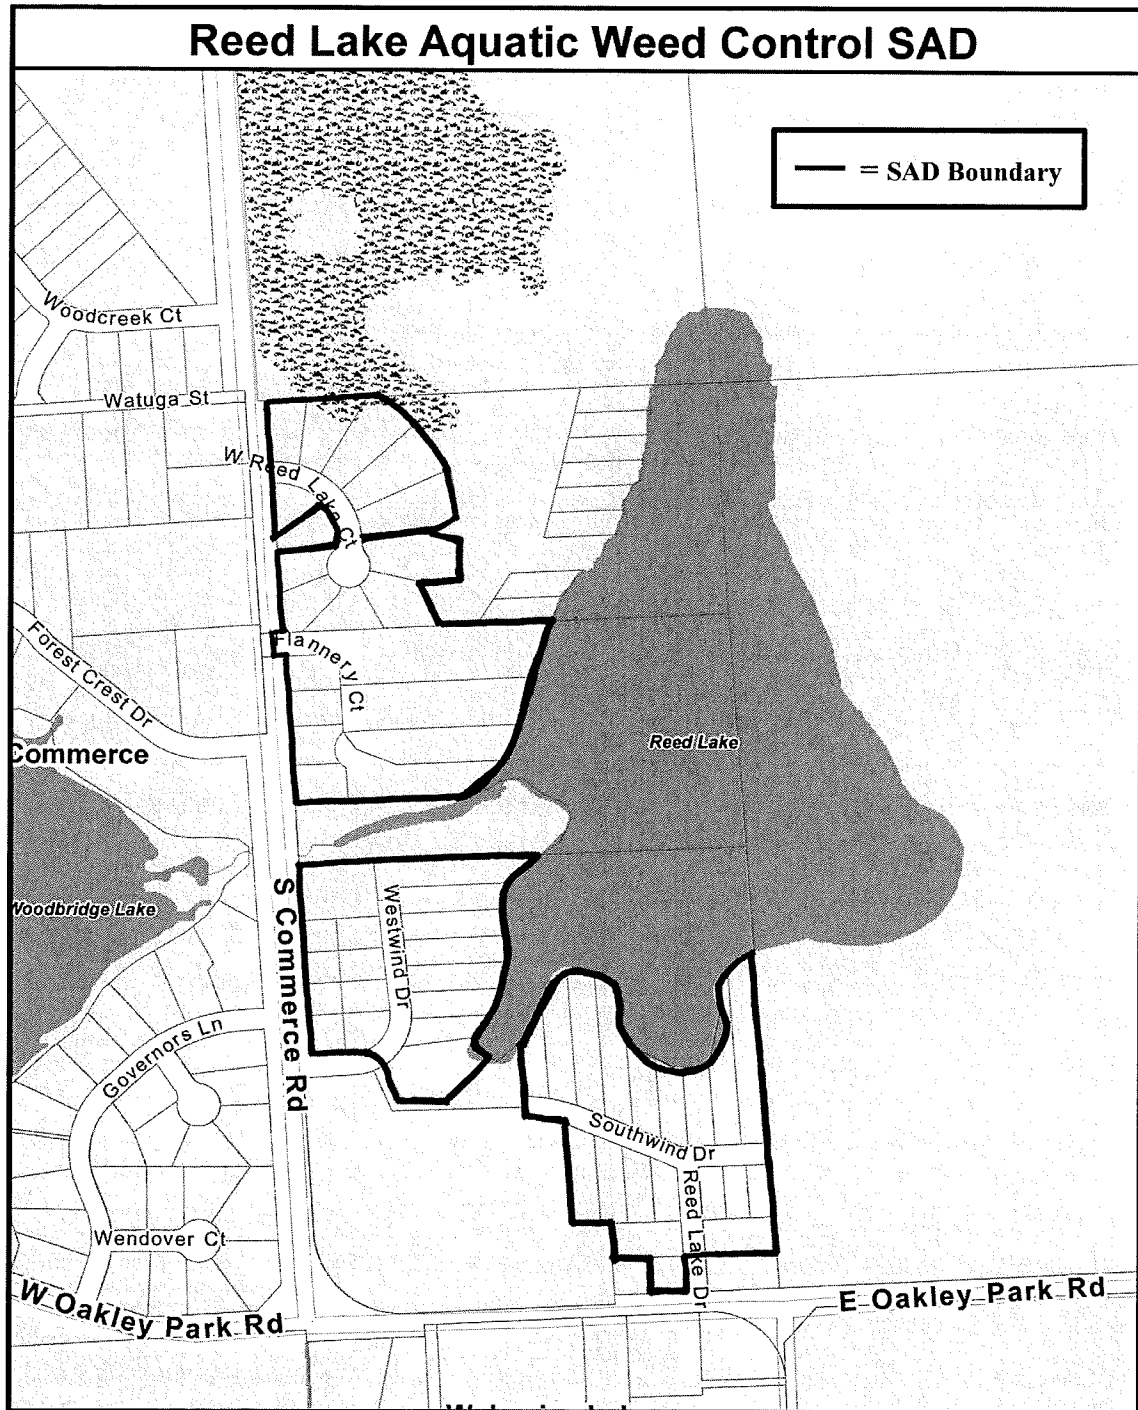 Reed Lake Aquatic Weed Control SAD
= SAD Boundary
Woodcreek Ct
Watuga St
W Reed Lake Ct
Forest Crest Dr
Flannery Ct
Commerce
Reed Lake
Woodbridge Lake
S Commerce Rd
Westwind Dr
Governors Ln
Southwind Dr
Reed Lake Dr
Wendover Ct
W Oakley Park Rd
E Oakley Park Rd